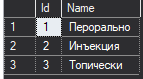 Id Name
1 1 Перорально
2 2 Инъекция
3 3 Топически